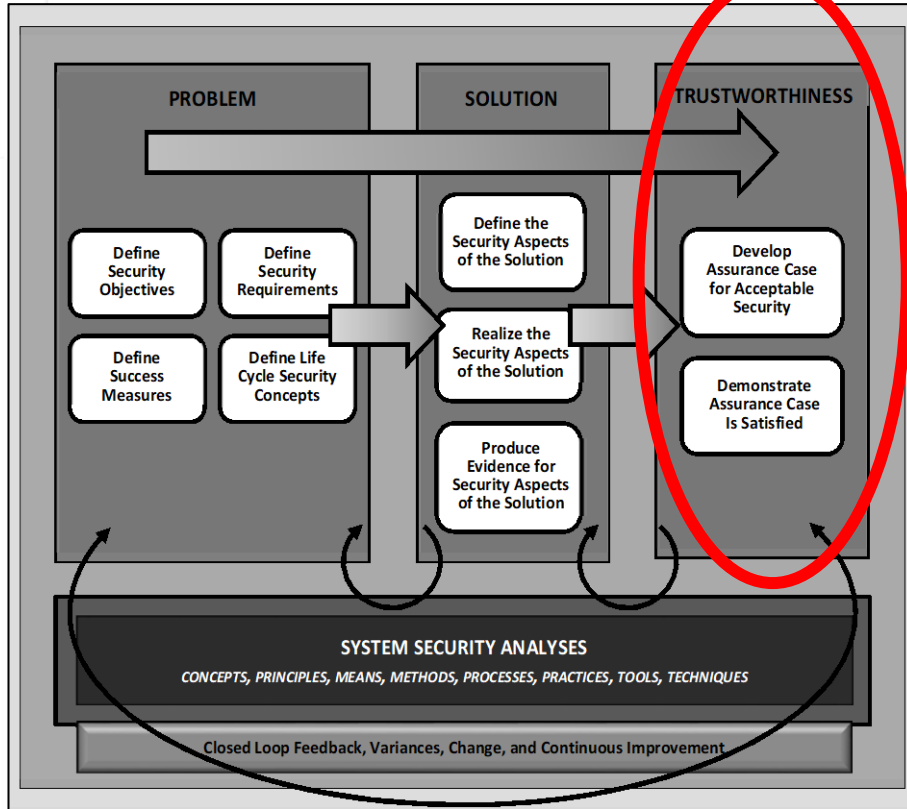 PROBLEM
SOLUTION
TRUSTWORTHINESS
Define
Security
Objectives
Define
Security
Requirements
Define
Success
Measures
Define Life
Cycle Security
Concepts
Define the
Security Aspects
of the Solution
Realize the
Security Aspects
of the Solution
Produce
Evidence for
Security Aspects
of the Solution
Develop
Assurance Case
for Acceptable
Security
Demonstrate
Assurance Case
Is Satisfied
SYSTEM SECURITY ANALYSES
CONCEPTS, PRINCIPLES, MEANS, METHODS, PROCESSES, PRACTICES, TOOLS, TECHNIQUES
Closed Loop Feedback, Variances, Change, and Continuous Improvement